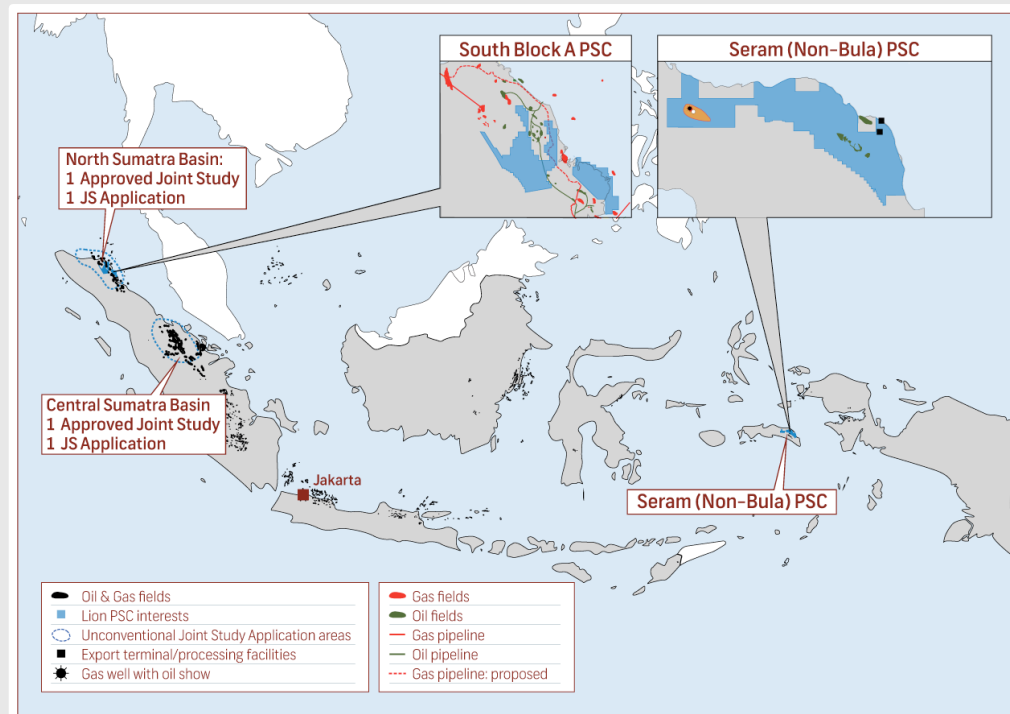 South Block A PSC
Seram (Non-Bula) PSC
North Sumatra Basin:
1 Approved Joint Study
1 JS Application
Central Sumatra Basin
1 Approved Joint Study
1 JS Application
Jakarta
Seram (Non-Bula) PSC
Oil & Gas fields
Lion PSC interests
Unconventional Joint Study Application areas
Export terminal/processing facilities
Gas well with oil show
Gas fields
Oil fields
Gas pipeline
Oil pipeline
Gas pipeline: proposed